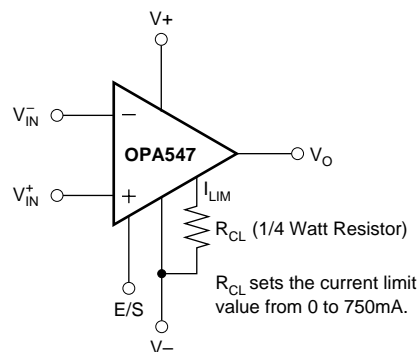 V+
V−IN
−
OPA547
VO
V+IN
+
ILIM
RCL (1/4 Watt Resistor)
RCL sets the current limit
value from 0 to 750mA.
E/S
V−